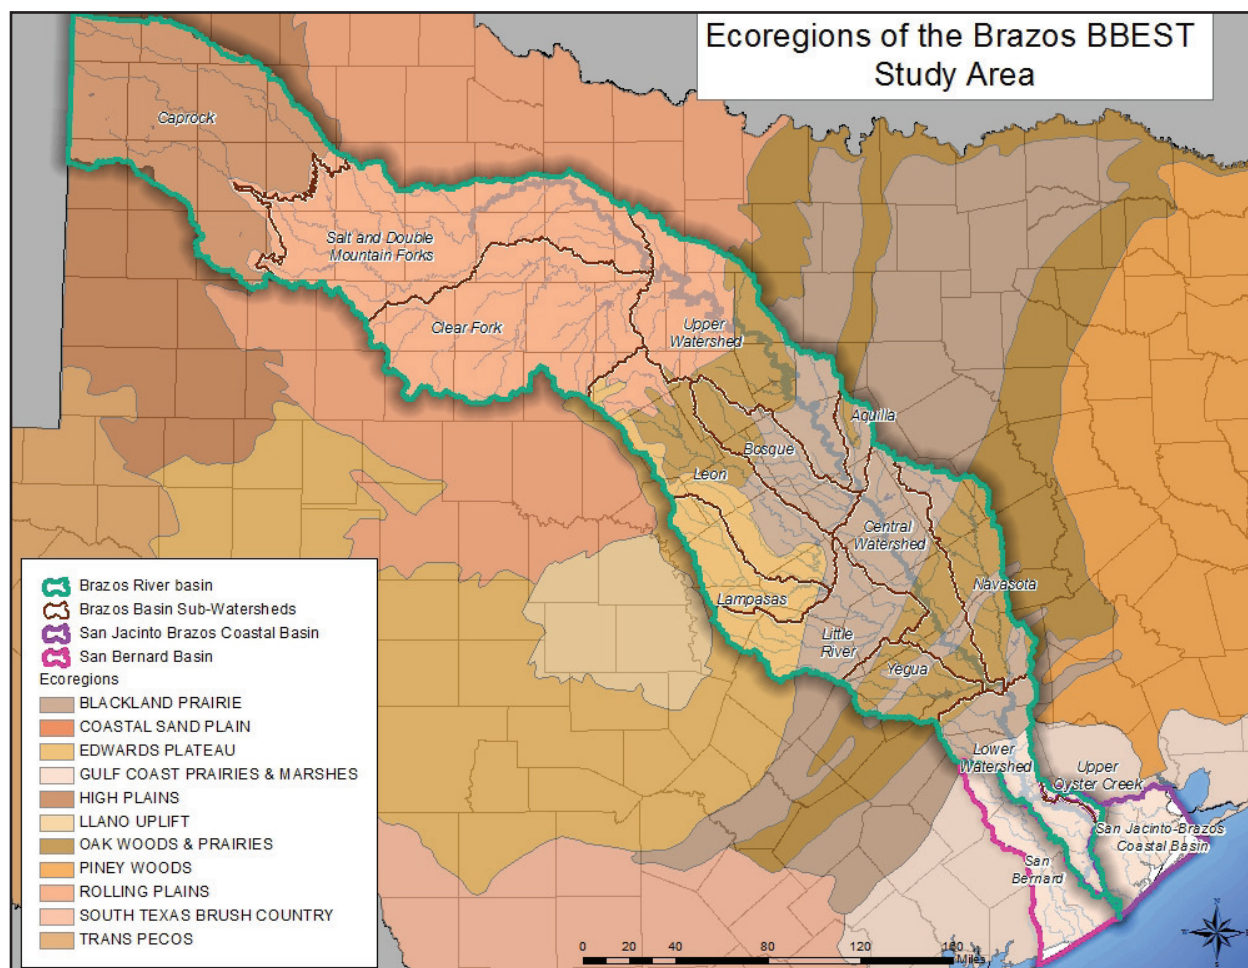 Ecoregions of the Brazos BBEST
Study Area
Caprock
Salt and Double
Mountain Forks
Clear Fork
Upper
Watershed
Aquilla
Bosque
Leon
Central
Watershed
Navasota
Lampasas
Little
River
Yegua
Lower
Watershed
Upper
Oyster Creek
San Jacinto-Brazos
Coastal Basin
San
Bernard
Brazos River basin
Brazos Basin Sub-Watersheds
San Jacinto Brazos Coastal Basin
San Bernard Basin
Ecoregions
BLACKLAND PRAIRIE
COASTAL SAND PLAIN
EDWARDS PLATEAU
GULF COAST PRAIRIES & MARSHES
HIGH PLAINS
LLANO UPLIFT
OAK WOODS & PRAIRIES
PINEY WOODS
ROLLING PLAINS
SOUTH TEXAS BRUSH COUNTRY
TRANS PECOS
0 20 40 80 120 160
Miles